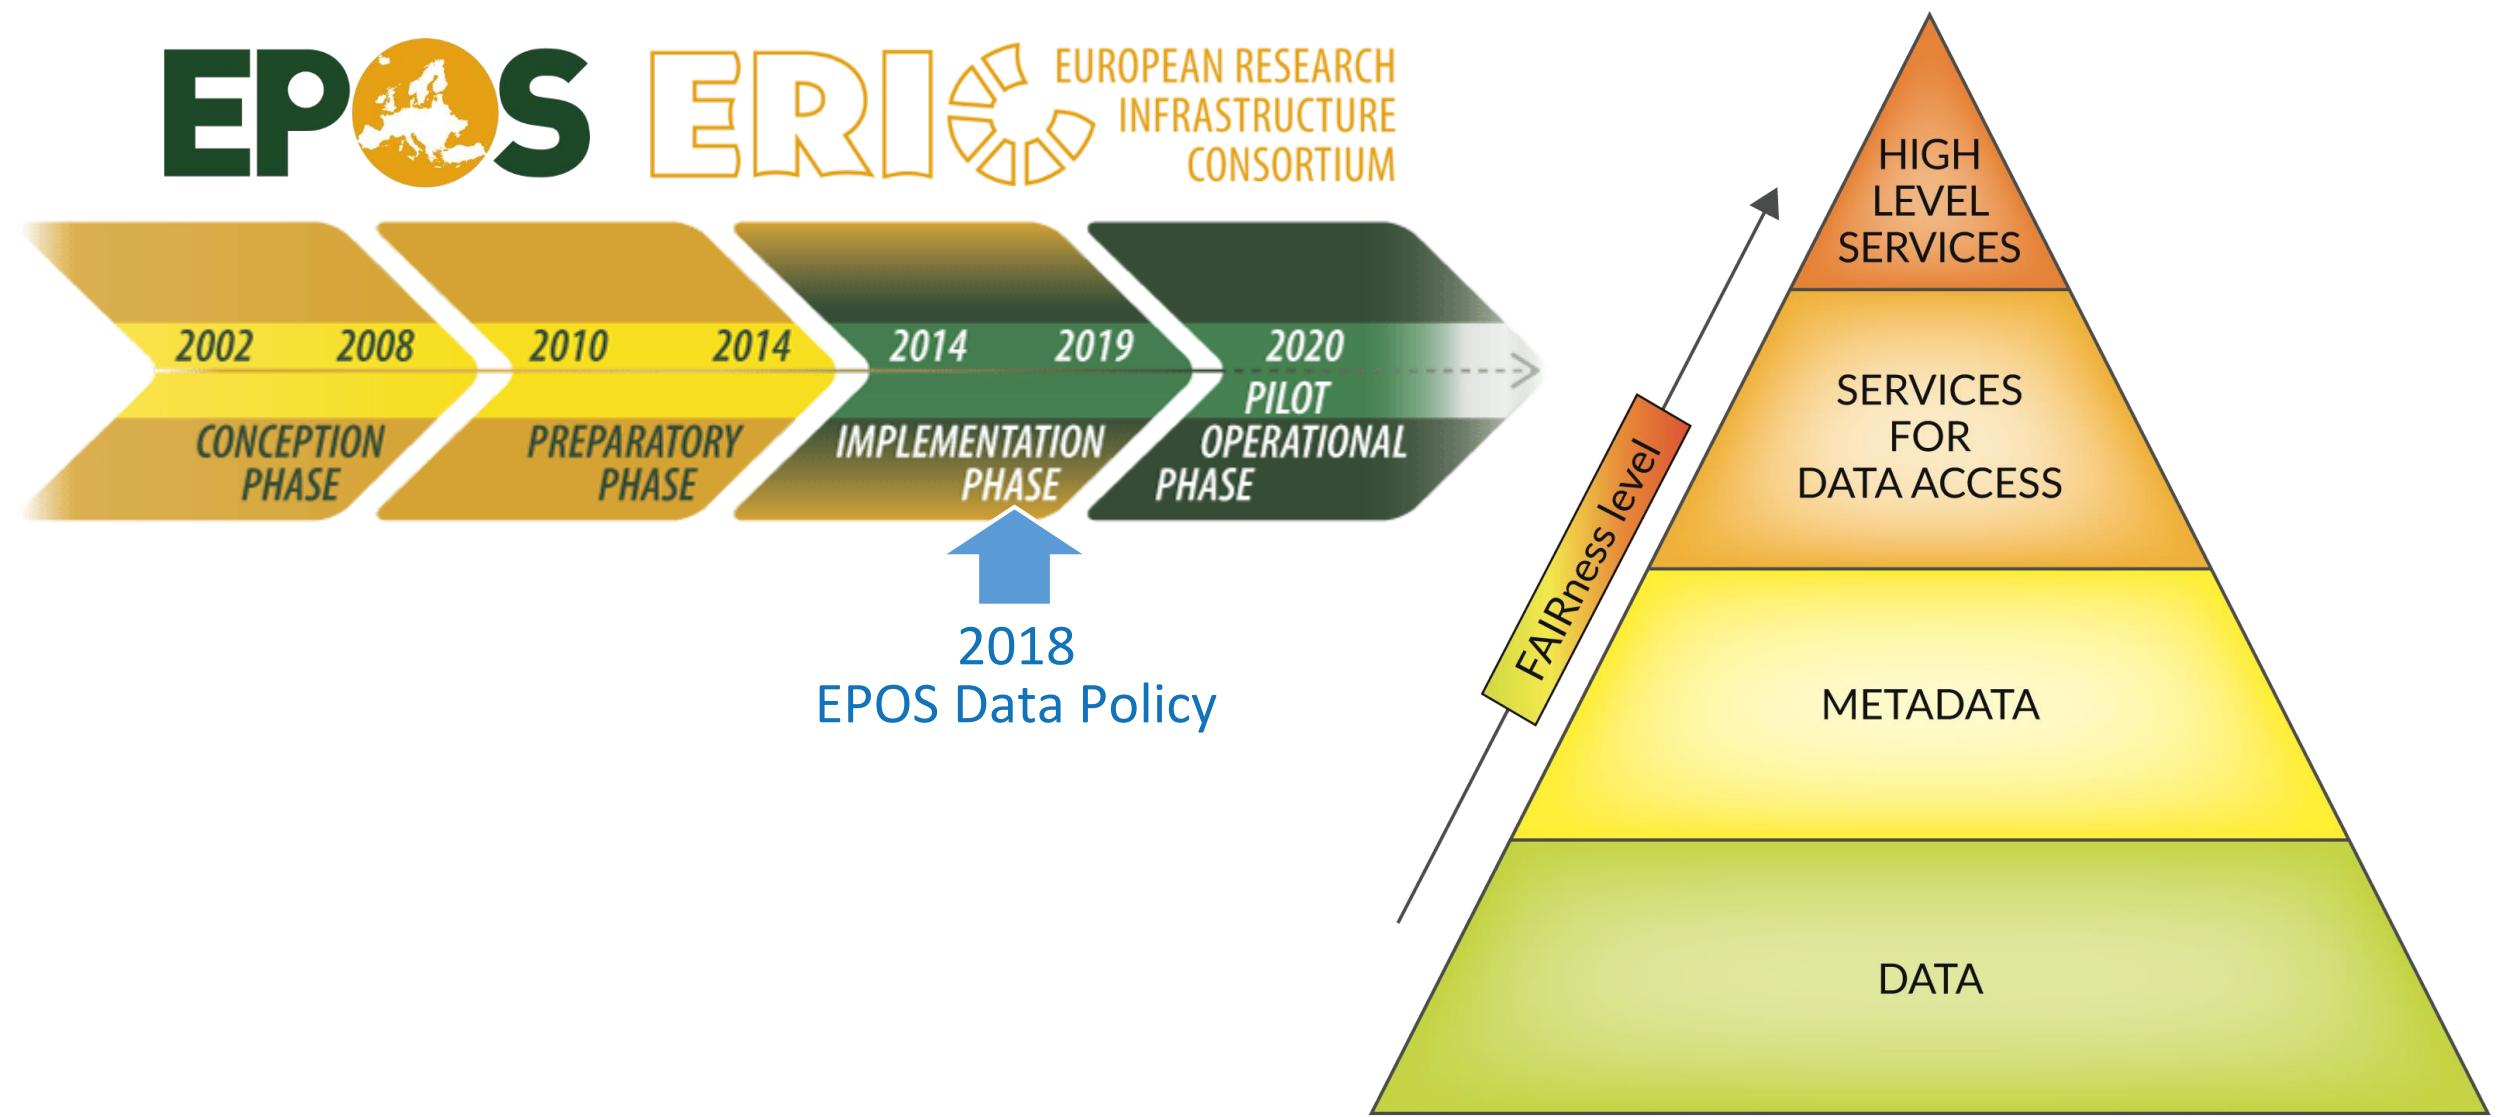 EPOS ERIC
EUROPEAN RESEARCH
INFRASTRUCTURE
CONSORTIUM
2002 2008
CONCEPTION
PHASE
2010 2014
PREPARATORY
PHASE
2014 2019
IMPLEMENTATION
PHASE
2020
PILOT
OPERATIONAL
PHASE
2018
EPOS Data Policy
FAIRness level
HIGH
LEVEL
SERVICES
SERVICES
FOR
DATA ACCESS
METADATA
DATA